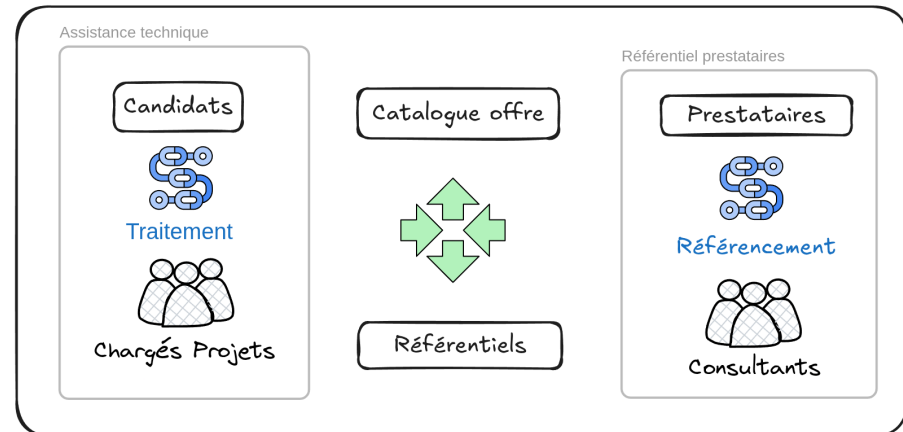 Assistance technique
Candidats
Traitement
Chargés Projets
Catalogue offre
Référentiels
Référentiel prestataires
Prestataires
Référencement
Consultants